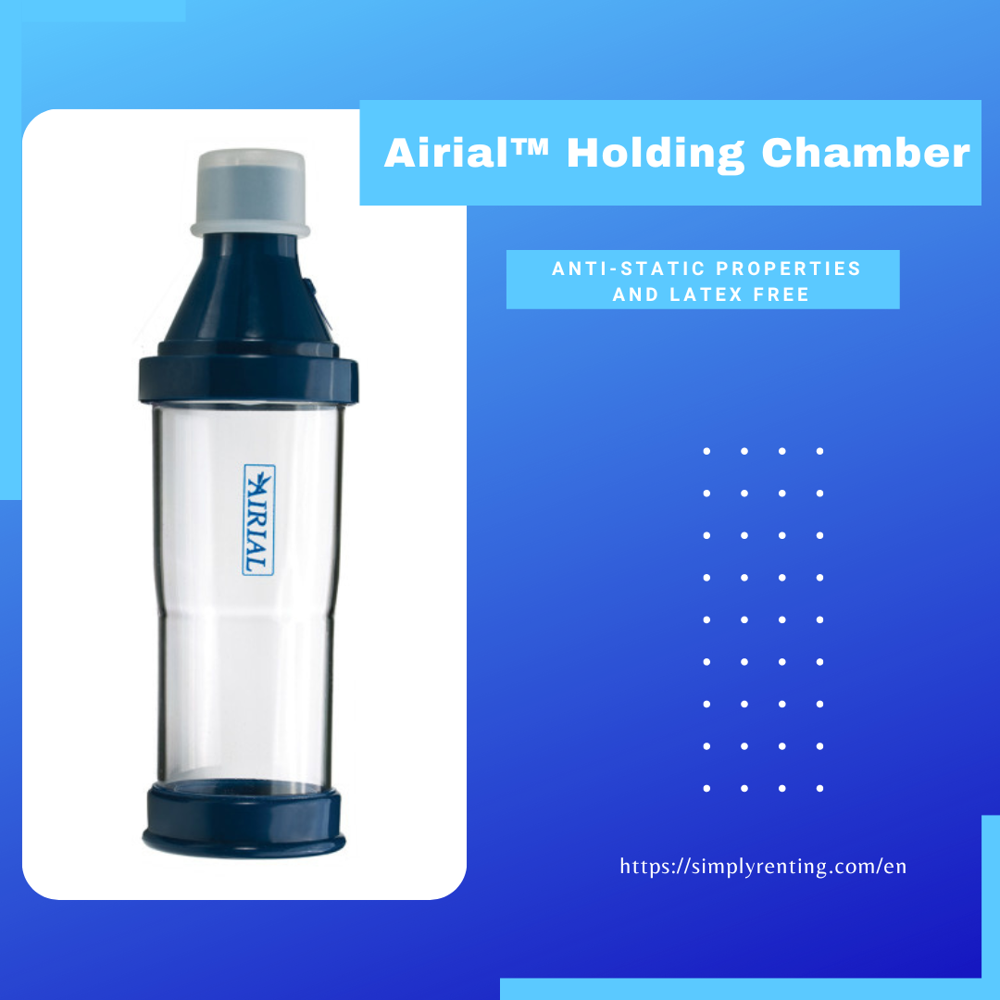 Airial™ Holding Chamber
ANTI-STATIC PROPERTIES
AND LATEX FREE
AIRIAL
https://simplyrenting.com/en